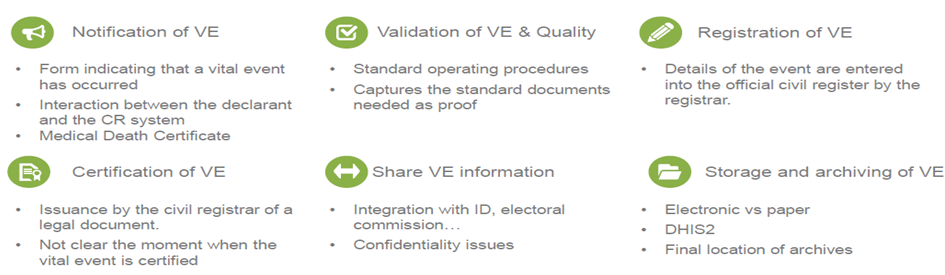 Notification of VE
• Form indicating that a vital event
has occurred
• Interaction between the declarant
and the CR system
• Medical Death Certificate
Validation of VE & Quality
• Standard operating procedures
• Captures the standard documents
needed as proof
Registration of VE
• Details of the event are entered
into the official civil register by the
registrar.
Certification of VE
• Issuance by the civil registrar of a
legal document.
• Not clear the moment when the
vital event is certified
Share VE information
• Integration with ID, electoral
commission…
• Confidentiality issues
Storage and archiving of VE
• Electronic vs paper
• DHIS2
• Final location of archives